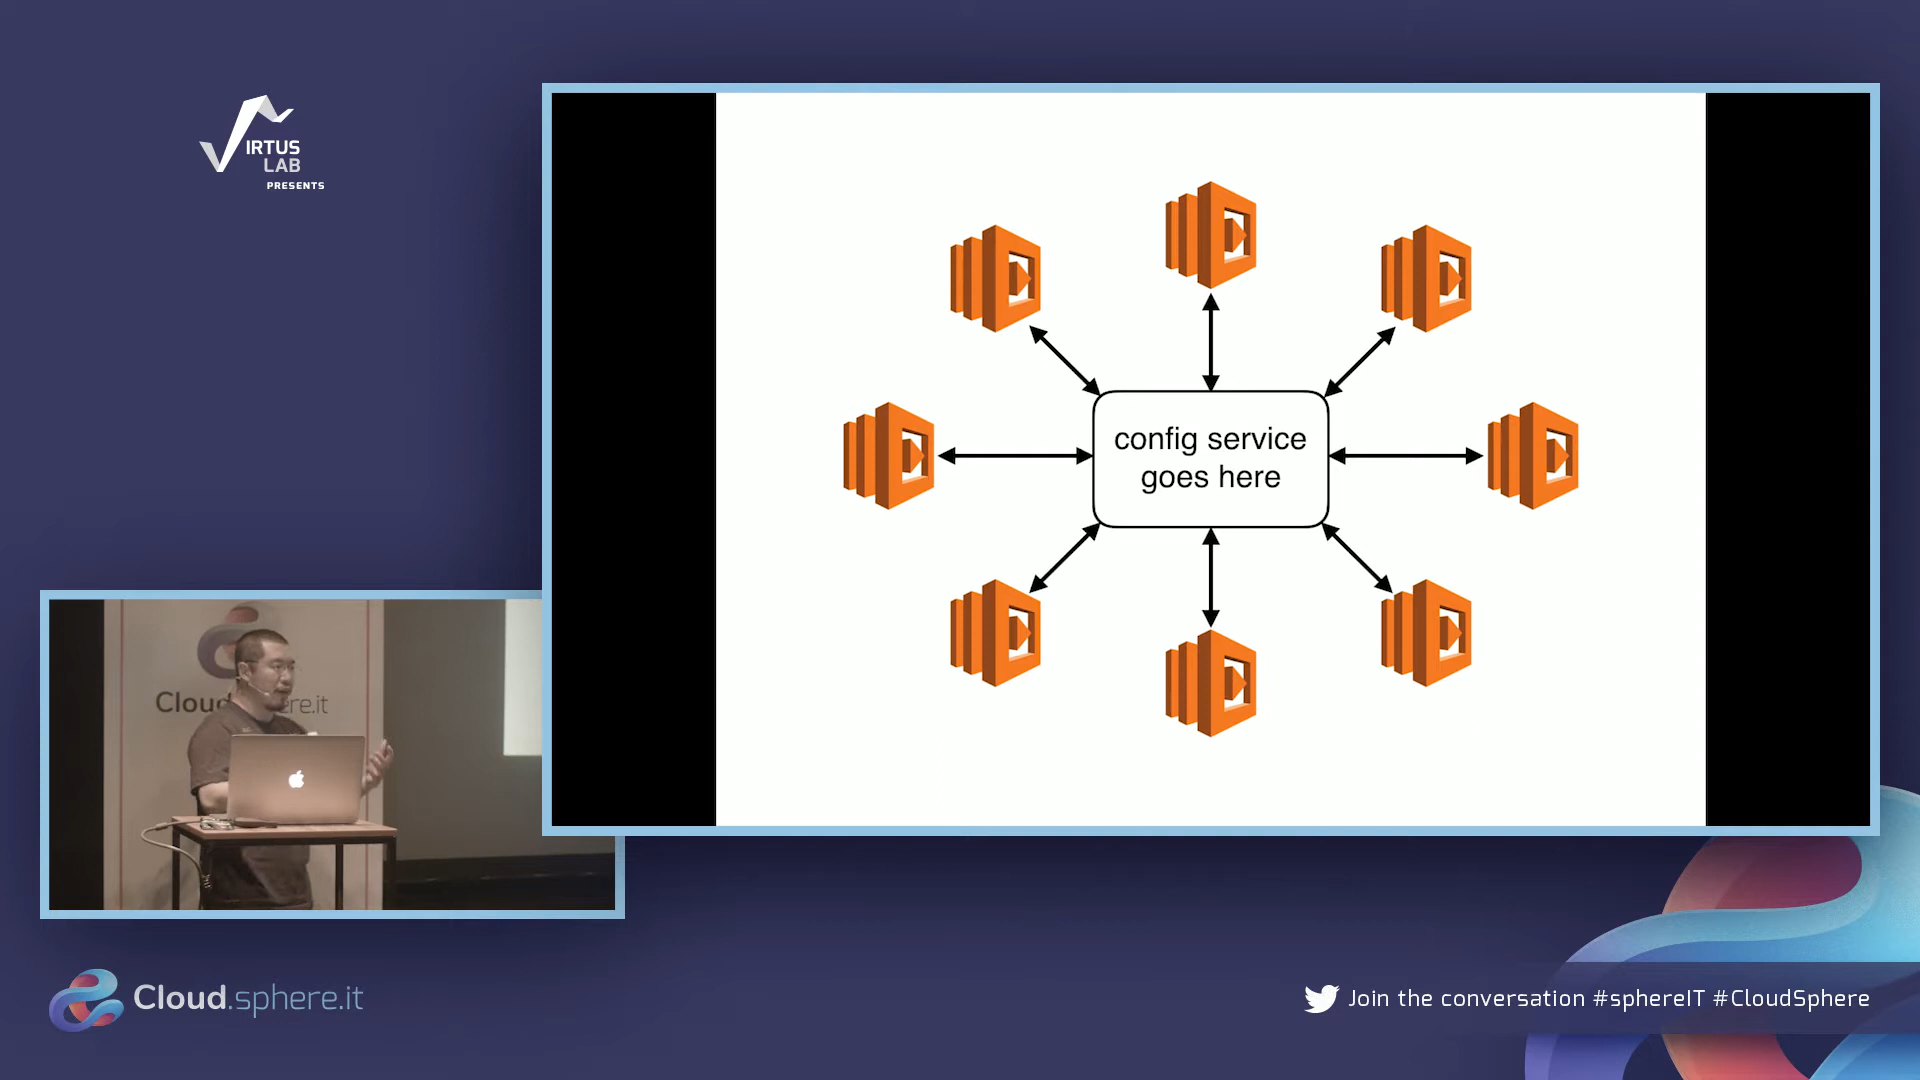 IRTUS
LAB
PRESENTS
config service
goes here
Cloud.sphere.it
Join the conversation #sphereIT #CloudSphere